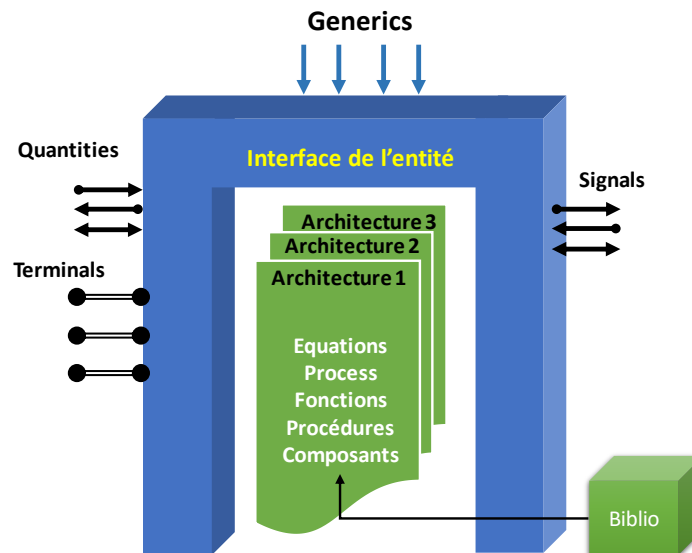 Generics
Interface de l'entité
Quantities
Signals
Terminals
Architecture 3
Architecture 2
Architecture 1
Equations
Process
Fonctions
Procédures
Composants
Biblio